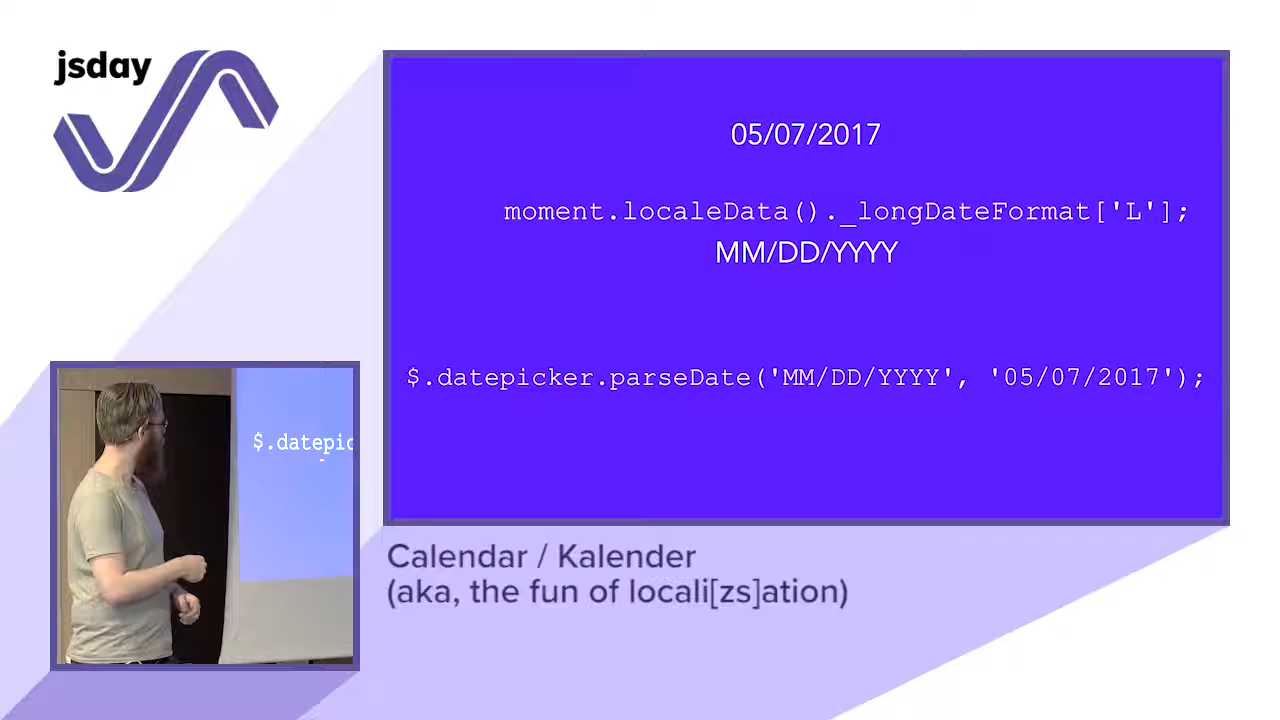 jsday
05/07/2017
moment.localeData()._longDateFormat['L'];
MM/DD/YYYY
$.datepicker.parseDate('MM/DD/YYYY', '05/07/2017');
$.datepic
Calendar / Kalender
(aka, the fun of locali[zs]ation)